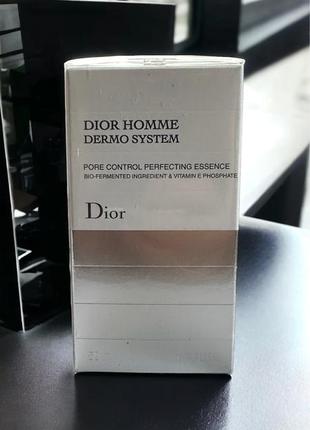 DIOR HOMME
DERMO SYSTEM
PORE CONTROL PERFECTING ESSENCE
BIO-FERMENTED INGREDIENT & VITAMIN E PHOSPHATE
Dior